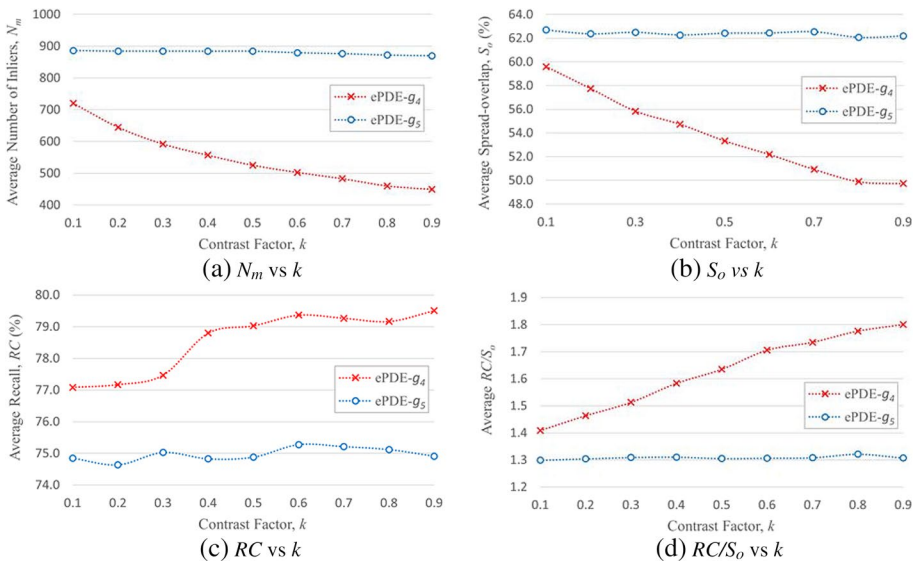 Average Number of Inliers, Nₘ
1000
900
800
700
600
500
400
ePDE-g₄
ePDE-g₅
0.1 0.2 0.3 0.4 0.5 0.6 0.7 0.8 0.9
Contrast Factor, k
(a) Nₘ vs k
Average Spread-overlap, Sₒ (%)
64.0
62.0
60.0
58.0
56.0
54.0
52.0
50.0
48.0
ePDE-g₄
ePDE-g₅
0.1 0.3 0.5 0.7 0.9
Contrast Factor, k
(b) Sₒ vs k
Average Recall, RC (%)
80.0
79.0
78.0
77.0
76.0
75.0
74.0
ePDE-g₄
ePDE-g₅
0.1 0.2 0.3 0.4 0.5 0.6 0.7 0.8 0.9
Contrast Factor, k
(c) RC vs k
Average RC/Sₒ
1.9
1.8
1.7
1.6
1.5
1.4
1.3
1.2
ePDE-g₄
ePDE-g₅
0.1 0.2 0.3 0.4 0.5 0.6 0.7 0.8 0.9
Contrast Factor, k
(d) RC/Sₒ vs k